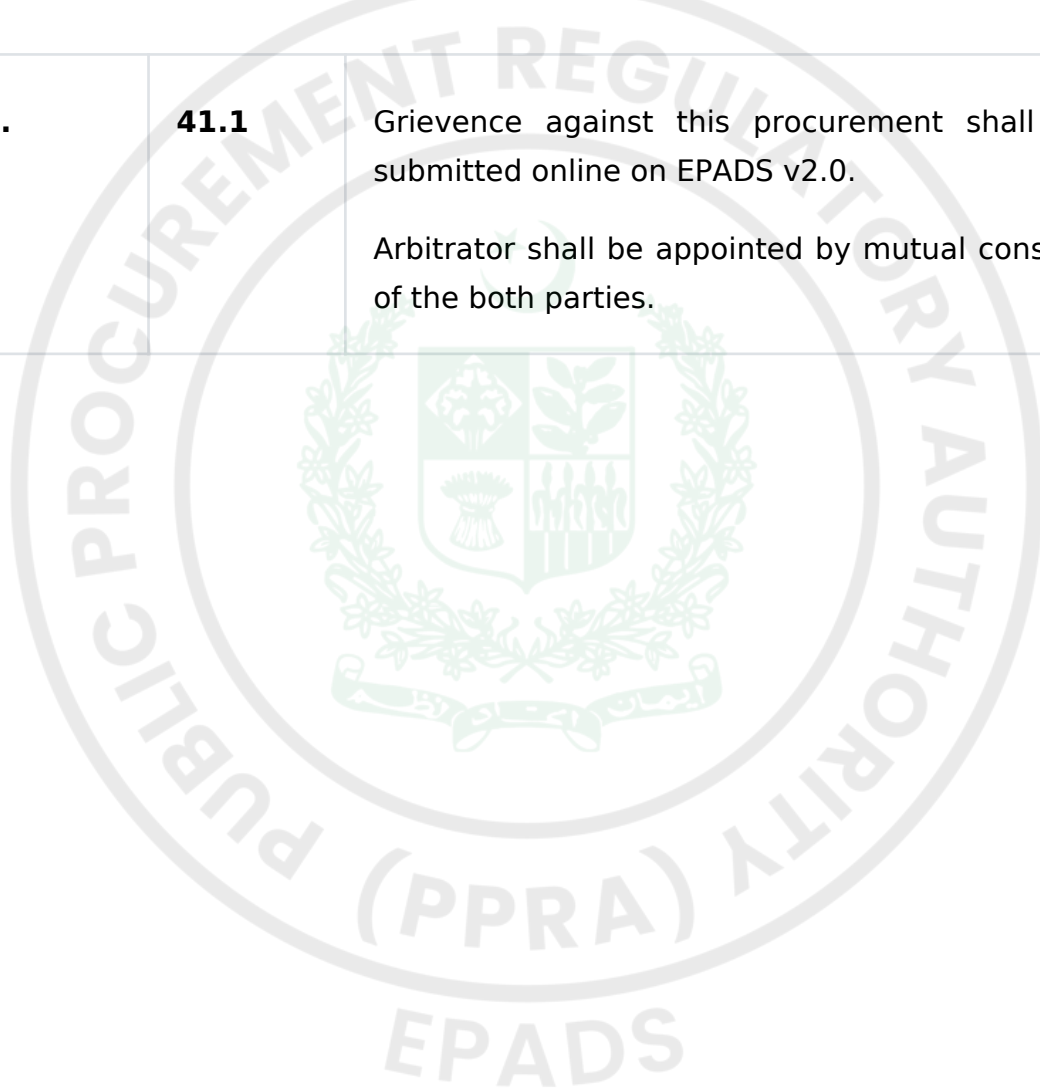 . 41.1 Grievence against this procurement shall
submitted online on EPADS v2.0.
Arbitrator shall be appointed by mutual cons
of the both parties.
PUBLIC PROCUREMENT REGULATORY AUTHORITY
(PPRA)
EPADS